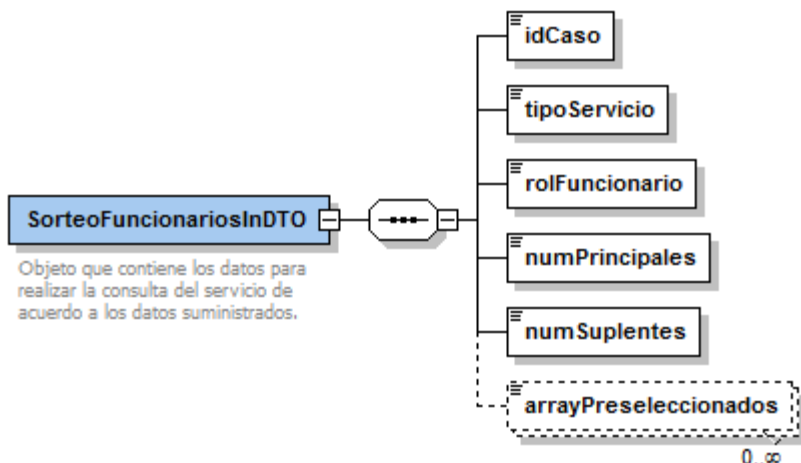 idCaso
tipoServicio
rolFuncionario
SorteoFuncionariosInDTO
Objeto que contiene los datos para
realizar la consulta del servicio de
acuerdo a los datos suministrados.
numPrincipales
numSuplentes
arrayPreseleccionados
0..∞